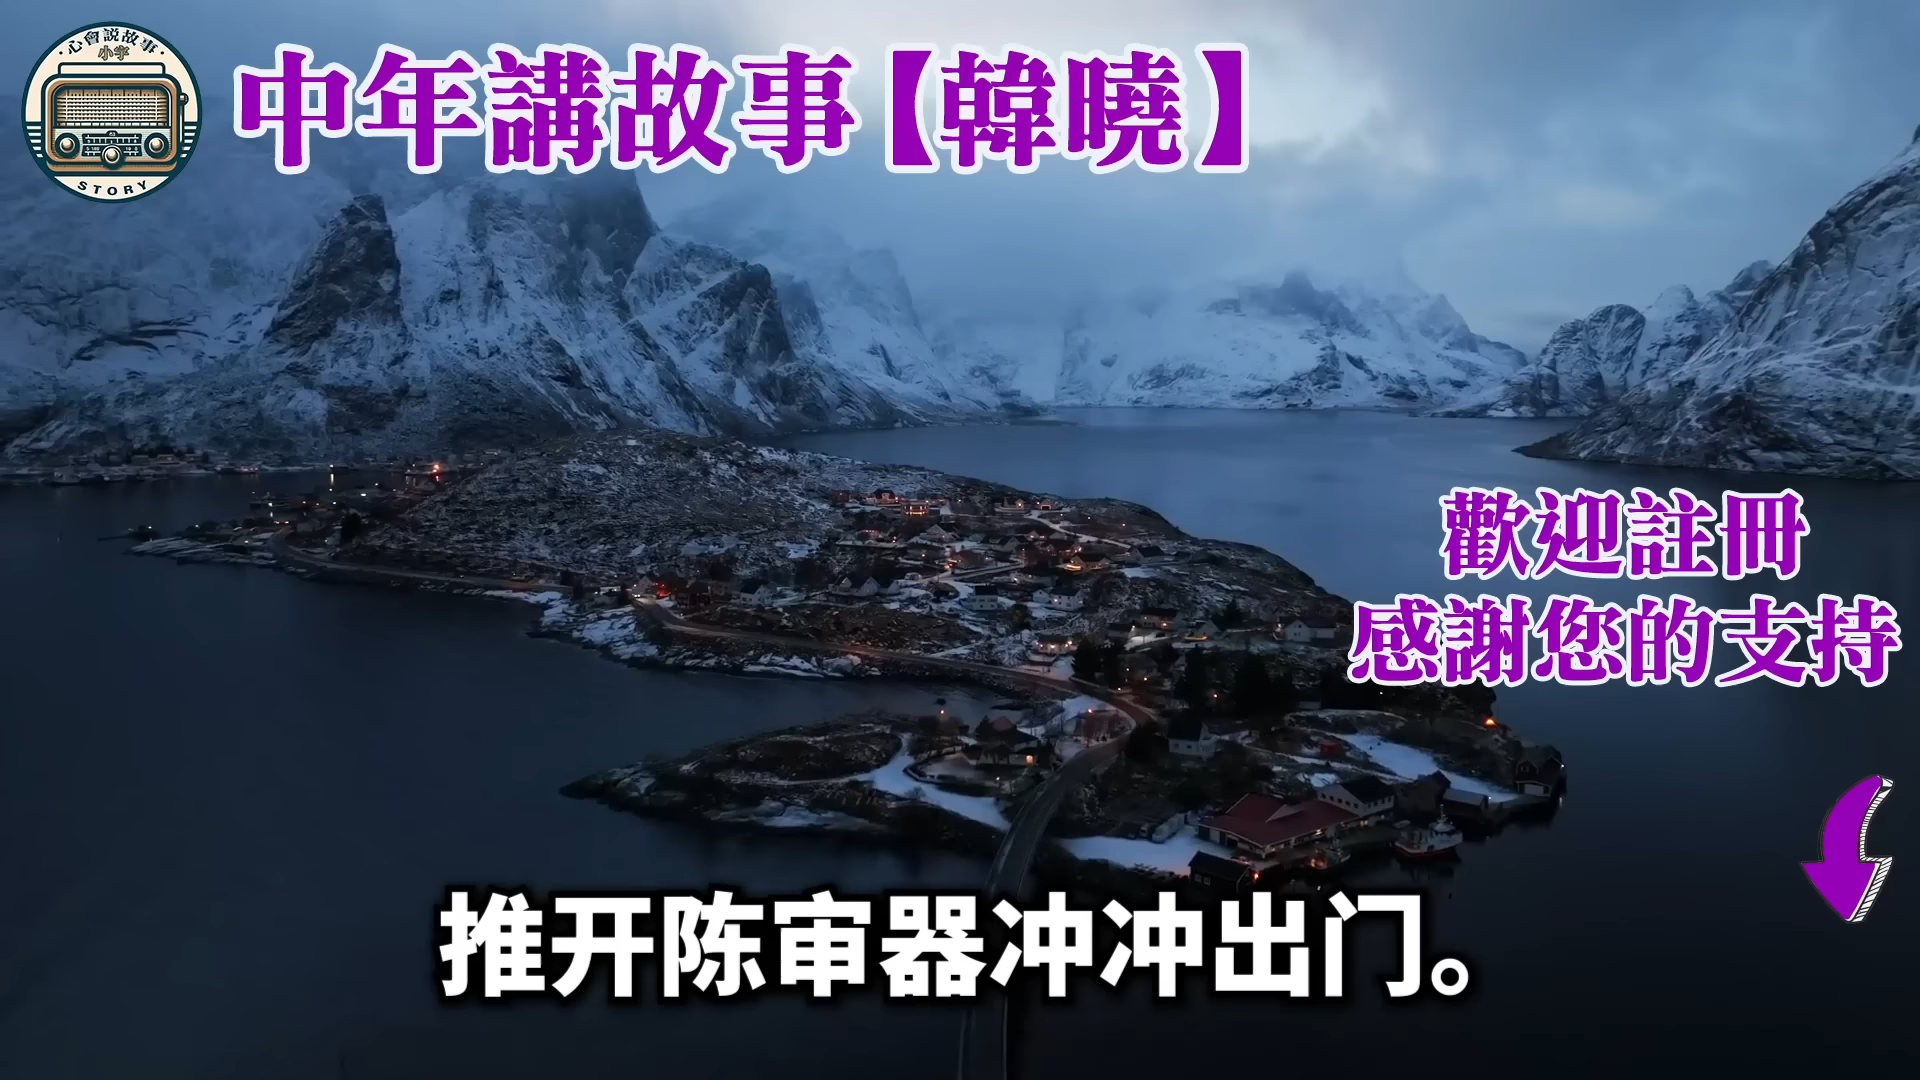 心會説故事
小宇
STORY
中年講故事【韓曉】
歡迎註冊
感謝您的支持
推开陈审器冲冲出门。